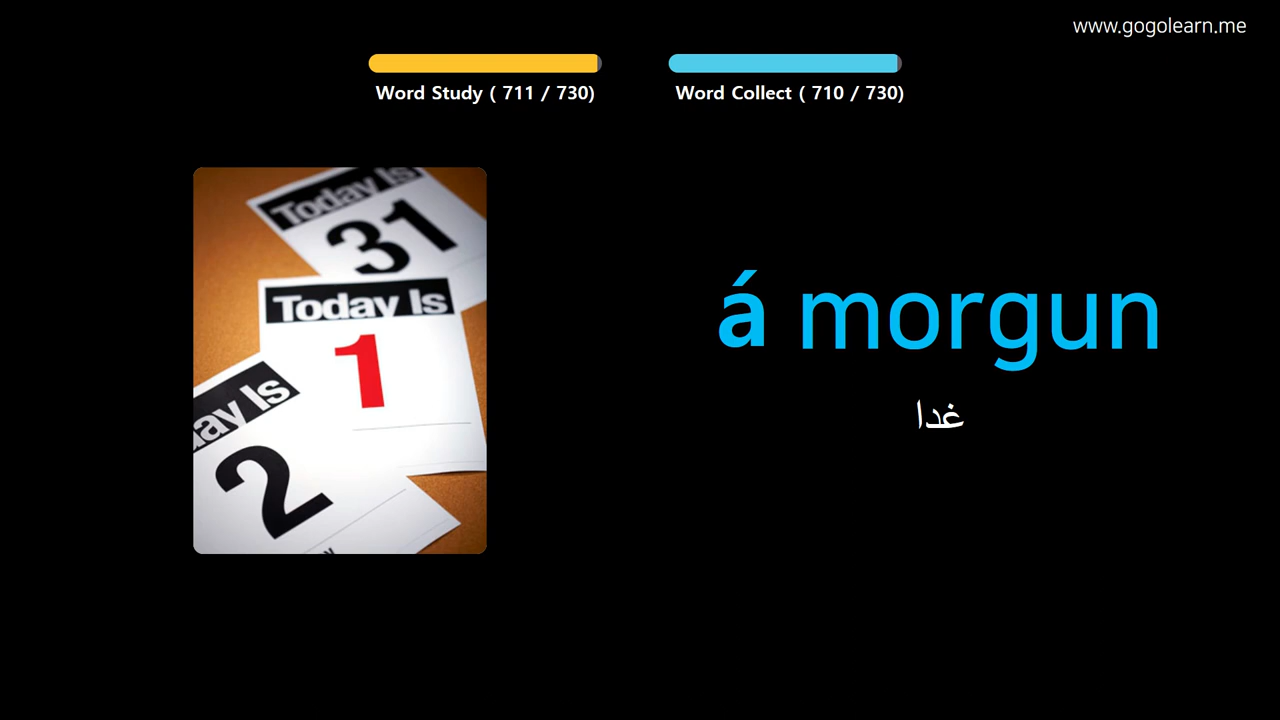 www.gogolearn.me
Word Study ( 711 / 730)
Word Collect ( 710 / 730)
Today Is
31
Today Is
1
day Is
2
á morgun
غدا